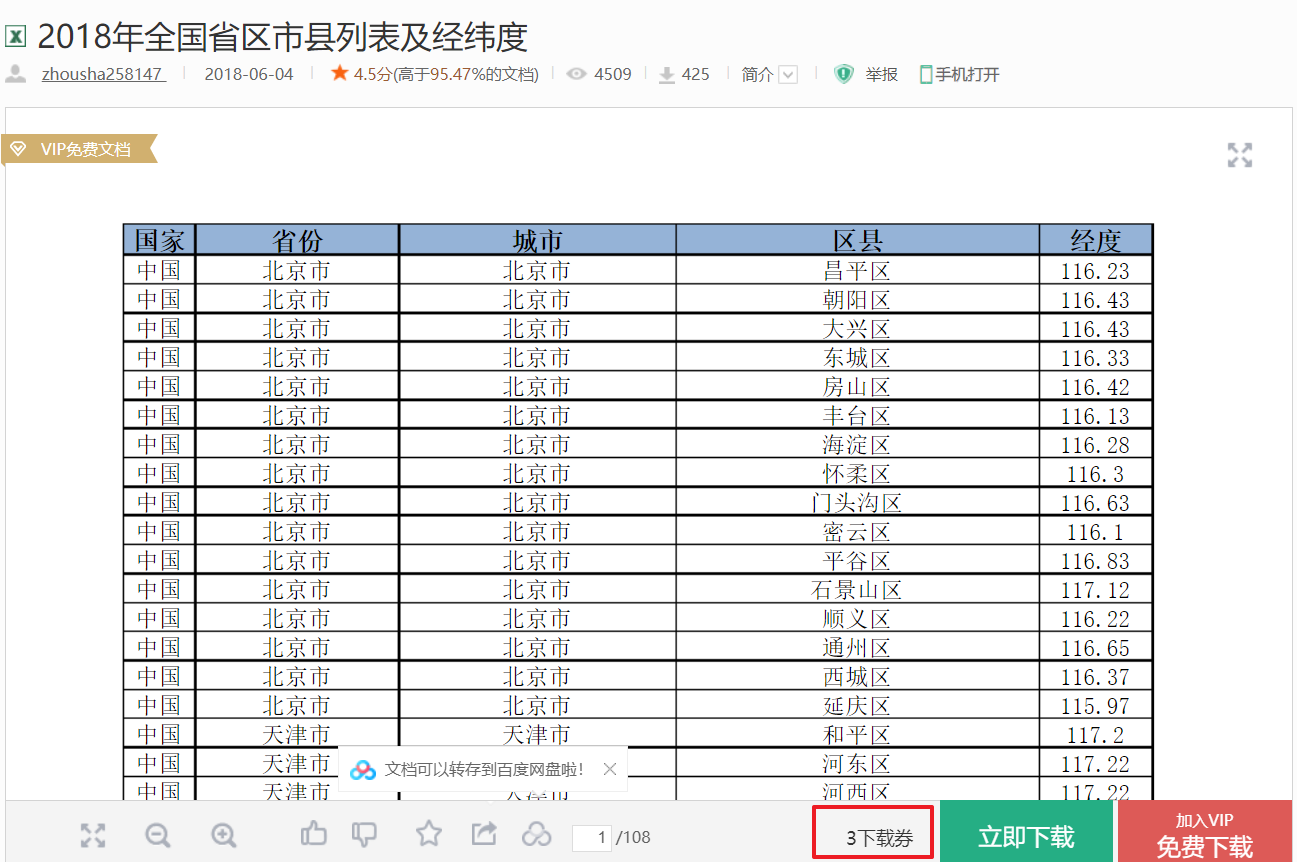 2018年全国省区市县列表及经纬度
zhousha258147 2018-06-04 4.5分(高于95.47%的文档) 4509 425 简介 举报 手机打开
VIP免费文档
国家 省份 城市 区县 经度
中国 北京市 北京市 昌平区 116.23
中国 北京市 北京市 朝阳区 116.43
中国 北京市 北京市 大兴区 116.43
中国 北京市 北京市 东城区 116.33
中国 北京市 北京市 房山区 116.42
中国 北京市 北京市 丰台区 116.13
中国 北京市 北京市 海淀区 116.28
中国 北京市 北京市 怀柔区 116.3
中国 北京市 北京市 门头沟区 116.63
中国 北京市 北京市 密云区 116.1
中国 北京市 北京市 平谷区 116.83
中国 北京市 北京市 石景山区 117.12
中国 北京市 北京市 顺义区 116.22
中国 北京市 北京市 通州区 116.65
中国 北京市 北京市 西城区 116.37
中国 北京市 北京市 延庆区 115.97
中国 天津市 天津市 和平区 117.2
中国 天津市 河东区 117.22
中国 天津市 天津市 河西区 117.22
文档可以转存到百度网盘啦!
1 /108 3下载券 立即下载 加入VIP
免费下载